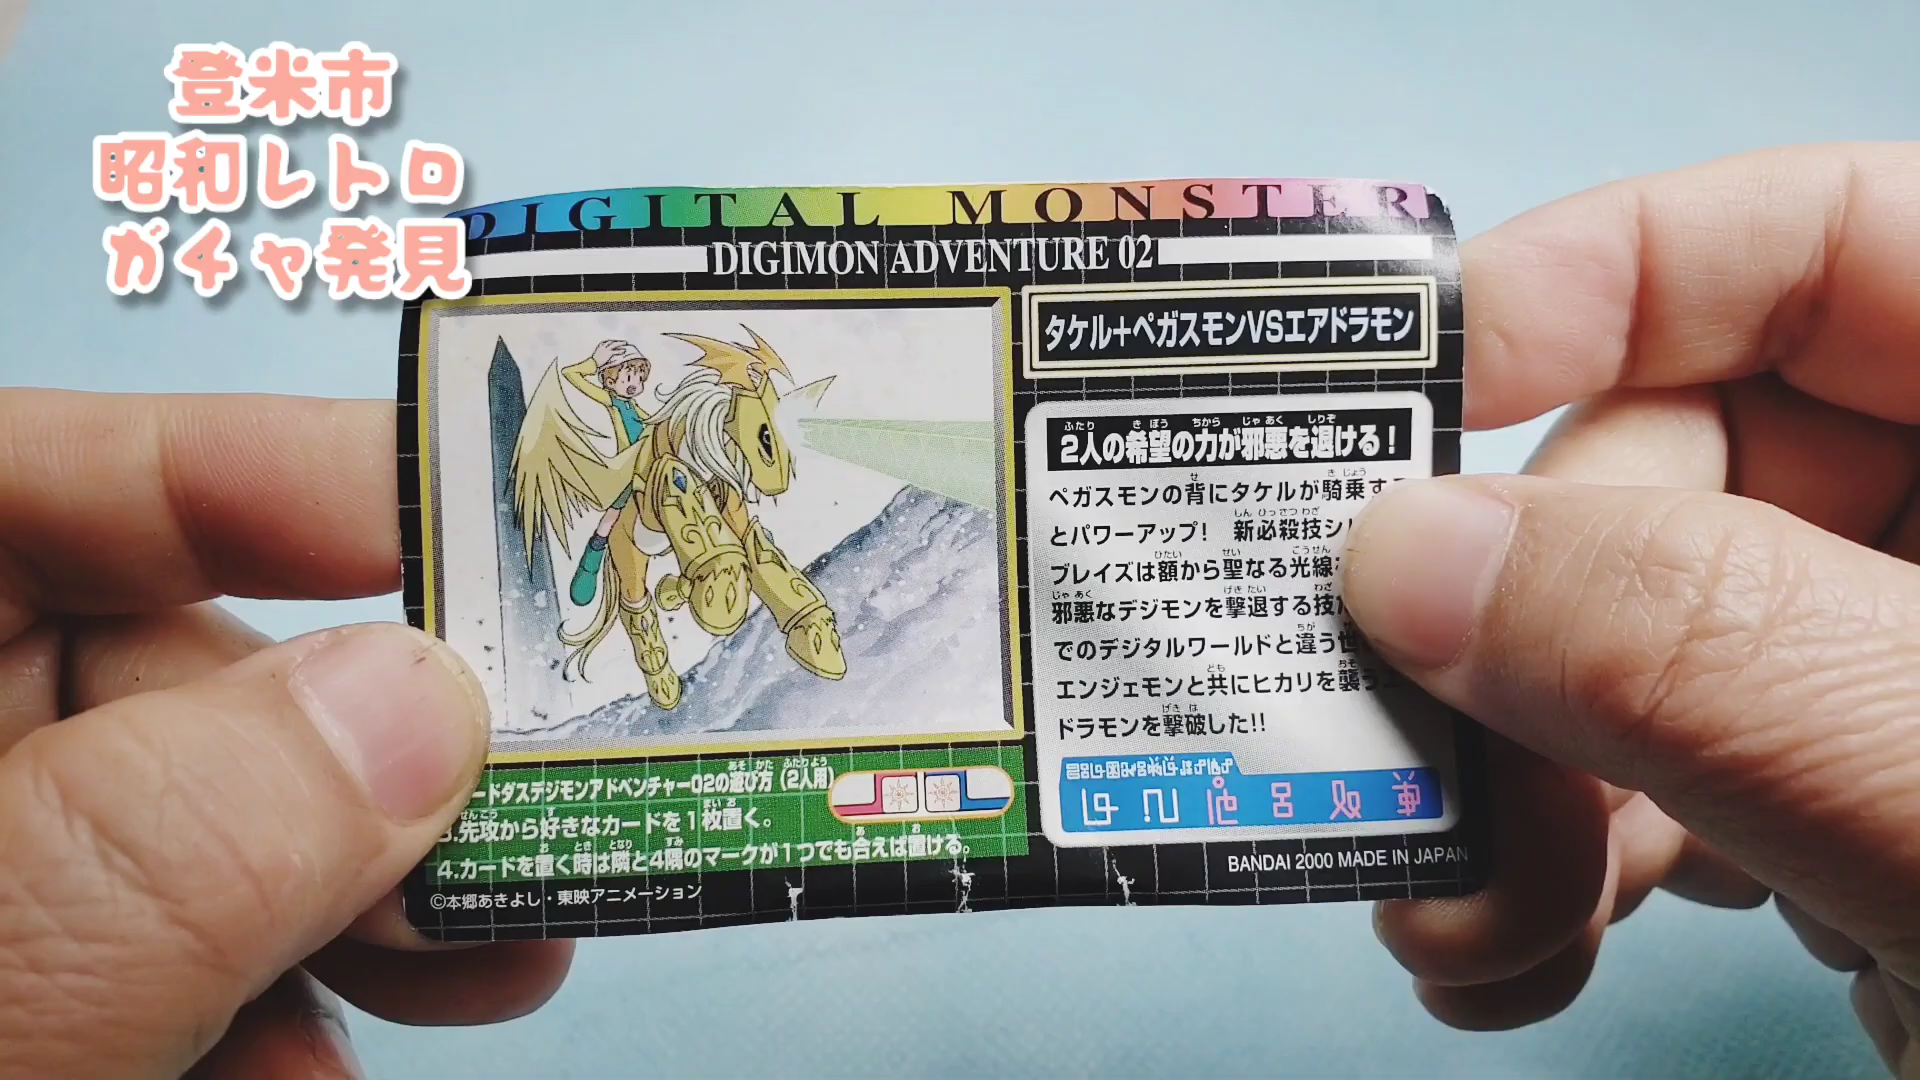 登米市
昭和レトロ
ガチャ発見
DIGITAL MONSTER
DIGIMON ADVENTURE 02
タケル+ペガスモンVSエアドラモン
2人の希望の力が邪悪を退ける!
ペガスモンの背にタケルが騎乗す
とパワーアップ! 新必殺技シ
ブレイズは額から聖なる光線
邪悪なデジモンを撃退する技
でのデジタルワールドと違う
エンジェモンと共にヒカリを襲う
ドラモンを撃破した!!
ードダスデジモンアドベンチャー02の遊び方(2人用)
3.先攻から好きなカードを1枚置く。
4.カードを置く時は隣と4隅のマークが1つでも合えば置ける。
©本郷あきよし・東映アニメーション
BANDAI 2000 MADE IN JAPAN